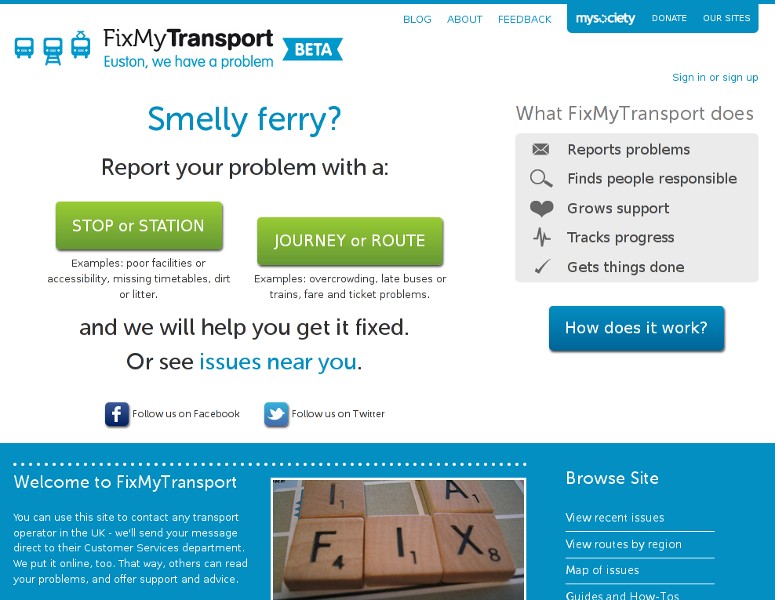 BLOG ABOUT FEEDBACK mysociety DONATE OUR SITES
FixMyTransport
Euston, we have a problem
BETA
Sign in or sign up
Smelly ferry?
Report your problem with a:
STOP or STATION
Examples: poor facilities or
accessibility, missing timetables, dirt
or litter.
JOURNEY or ROUTE
Examples: overcrowding, late buses or
trains, fare and ticket problems.
and we will help you get it fixed.
Or see issues near you.
Follow us on Facebook
Follow us on Twitter
What FixMyTransport does
Reports problems
Finds people responsible
Grows support
Tracks progress
Gets things done
How does it work?
Welcome to FixMyTransport
You can use this site to contact any transport
operator in the UK - we'll send your message
direct to their Customer Services department.
We put it online, too. That way, others can read
your problems, and offer support and advice.
I1 A1
F4 I1 X8
Browse Site
View recent issues
View routes by region
Map of issues
Guides and How-Tos